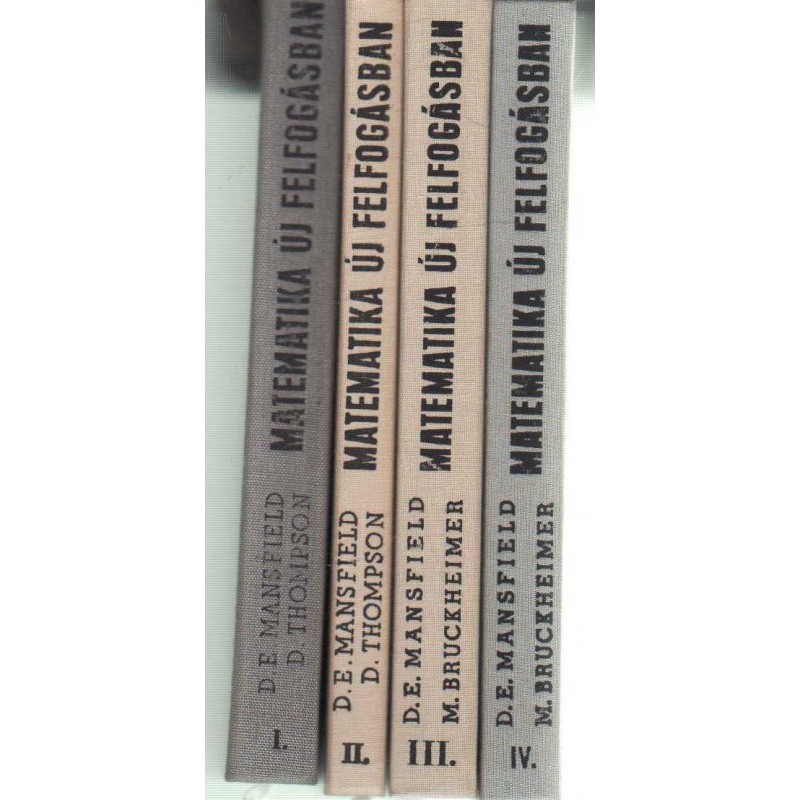 D. E. MANSFIELD
D. THOMPSON
MATEMATIKA ÚJ FELFOGÁSBAN
I.
D. E. MANSFIELD
D. THOMPSON
MATEMATIKA ÚJ FELFOGÁSBAN
II.
D. E. MANSFIELD
M. BRUCKHEIMER
MATEMATIKA ÚJ FELFOGÁSBAN
III.
D. E. MANSFIELD
M. BRUCKHEIMER
MATEMATIKA ÚJ FELFOGÁSBAN
IV.